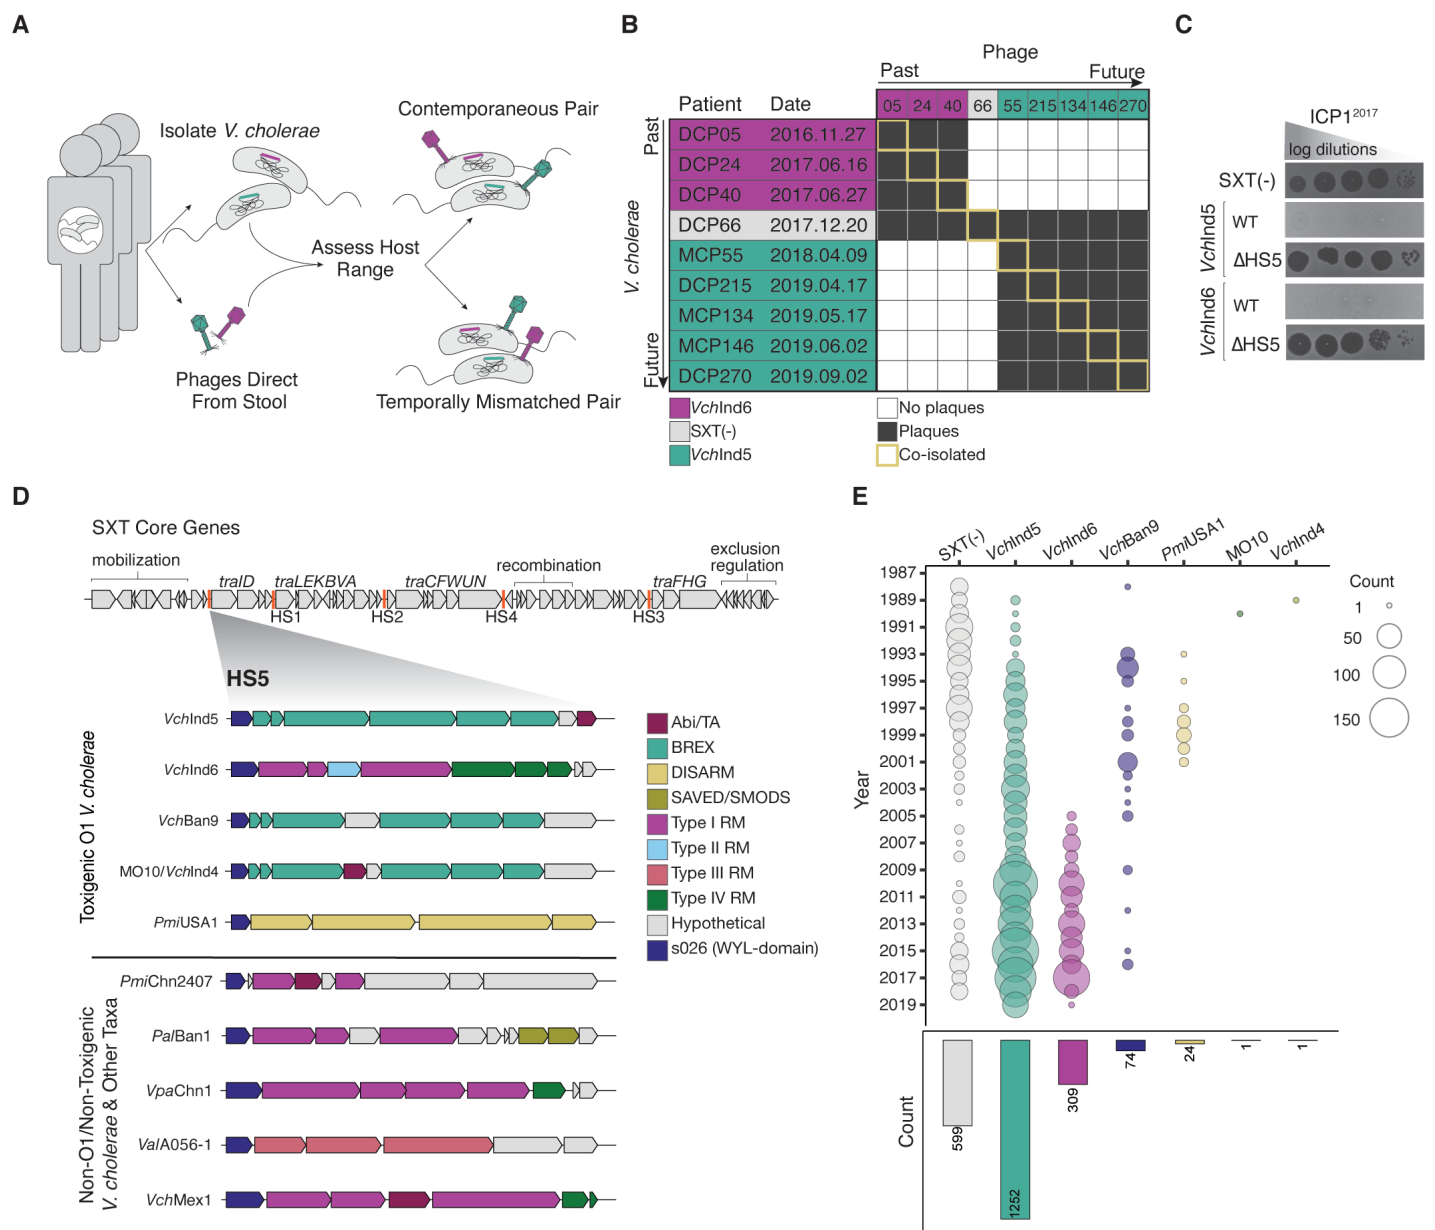 A
Isolate V. cholerae
Phages Direct
From Stool
Assess Host
Range
Contemporaneous Pair
Temporally Mismatched Pair
B
Phage
Past
Future
Patient
Date
05
24
40
66
55
215
134
146
270
Past
V. cholerae
Future
DCP05 2016.11.27
DCP24 2017.06.16
DCP40 2017.06.27
DCP66 2017.12.20
MCP55 2018.04.09
DCP215 2019.04.17
MCP134 2019.05.17
MCP146 2019.06.02
DCP270 2019.09.02
VchInd6
SXT(-)
VchInd5
No plaques
Plaques
Co-isolated
C
ICP1 2017
log dilutions
SXT(-)
VchInd5
WT
ΔHS5
VchInd6
WT
ΔHS5
D
SXT Core Genes
mobilization
traID
traLEKBVA
traCFWUN
recombination
traFHG
exclusion
regulation
HS1
HS2
HS4
HS3
HS5
Toxigenic O1 V. cholerae
VchInd5
VchInd6
VchBan9
MO10/VchInd4
PmiUSA1
Non-O1/Non-Toxigenic
V. cholerae & Other Taxa
PmiChn2407
PalBan1
VpaChn1
ValA056-1
VchMex1
Abi/TA
BREX
DISARM
SAVED/SMODS
Type I RM
Type II RM
Type III RM
Type IV RM
Hypothetical
s026 (WYL-domain)
E
SXT(-)
VchInd5
VchInd6
VchBan9
PmiUSA1
MO10
VchInd4
Year
1987
1989
1991
1993
1995
1997
1999
2001
2003
2005
2007
2009
2011
2013
2015
2017
2019
Count
1
50
100
150
Count
599
1252
309
74
24
1
1